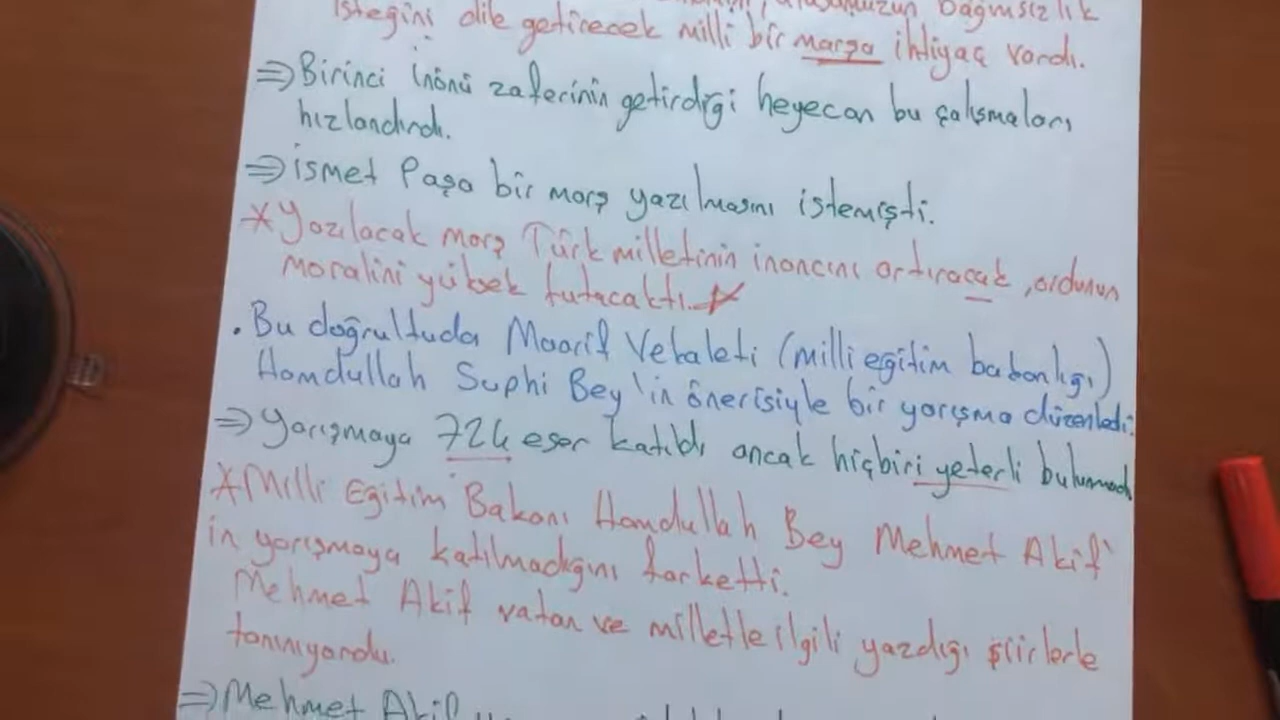 bağımsızlık
isteğini dile getirecek milli bir marşa ihtiyaç vardı.
⇒ Birinci İnönü zaferinin getirdiği heyecan bu çalışmaları
hızlandırdı.
⇒ İsmet Paşa bir marş yazılmasını istemişti.
* Yazılacak marş Türk milletinin inancını artıracak, ordunun
moralini yüksek tutacaktı.*
. Bu doğrultuda Maarif Vekaleti (milli eğitim bakanlığı)
Hamdullah Suphi Bey'in önerisiyle bir yarışma düzenledi.
⇒ Yarışmaya 724 eser katıldı ancak hiçbiri yeterli bulunmadı
* Milli Eğitim Bakanı Hamdullah Bey Mehmet Akif'
in yarışmaya katılmadığını farketti.
Mehmet Akif vatan ve milletle ilgili yazdığı şiirlerle
tanınıyordu.
⇒ Mehmet Akif